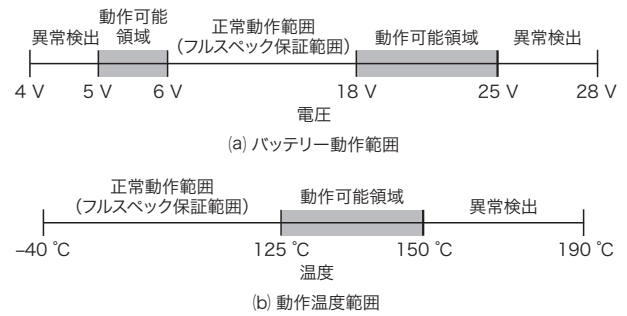 動作可能
領域
異常検出
正常動作範囲
(フルスペック保証範囲)
動作可能領域
異常検出
4 V
5 V
6 V
18 V
25 V
28 V
電圧
(a) バッテリー動作範囲
正常動作範囲
(フルスペック保証範囲)
動作可能領域
異常検出
–40 ℃
125 ℃
150 ℃
190 ℃
温度
(b) 動作温度範囲